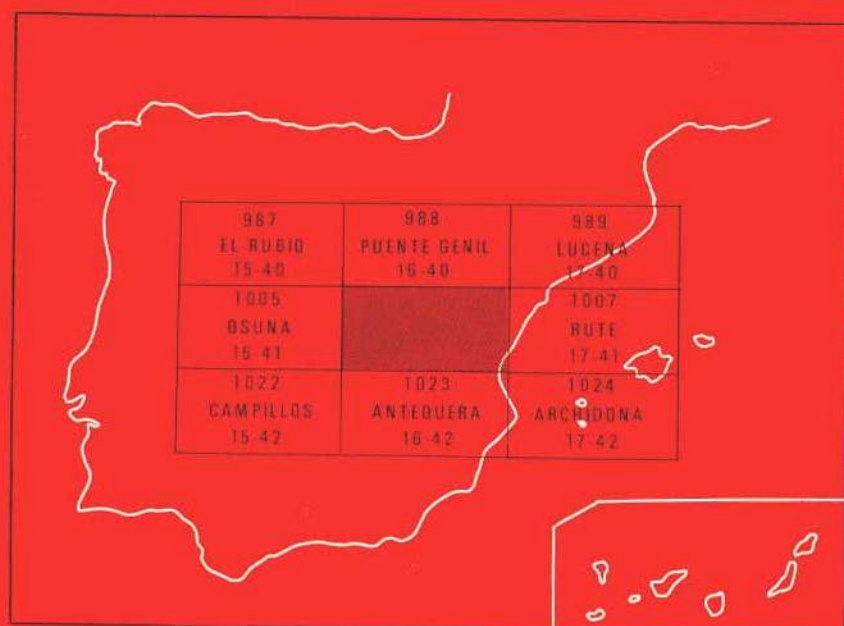 987
EL RUBIO
15-40
988
PUENTE GENIL
16-40
989
LUCENA
17-40
1005
OSUNA
15-41
1007
RUTE
17-41
1022
CAMPILLOS
15-42
1023
ANTEQUERA
16-42
1024
ARCHIDONA
17-42